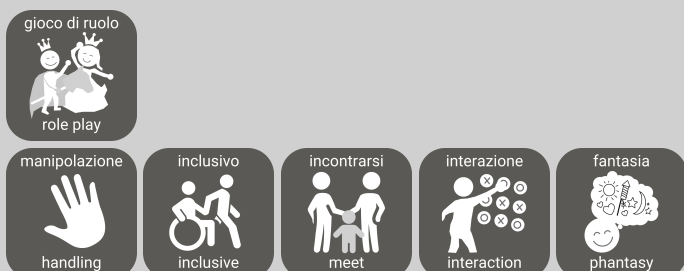 gioco di ruolo
role play
manipolazione
inclusivo
incontrarsi
interazione
fantasia
handling
inclusive
meet
interaction
phantasy